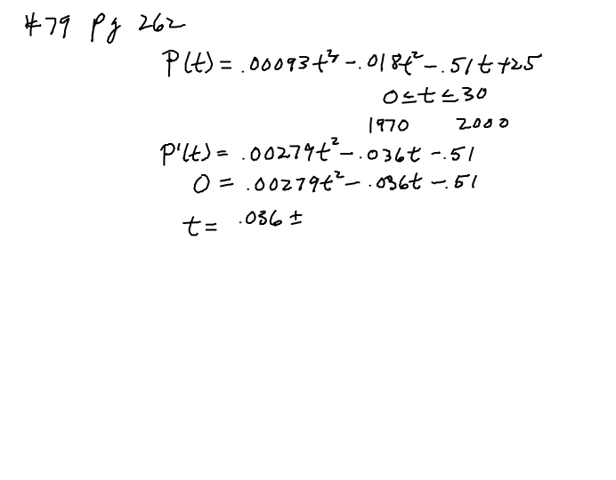 #79 Pg 262
P(t) = .00093t³ - .018t² - .51t + 25
0 ≤ t ≤ 30
1970 2000
P'(t) = .00279t² - .036t - .51
0 = .00279t² - .036t - .51
t = .036 ±